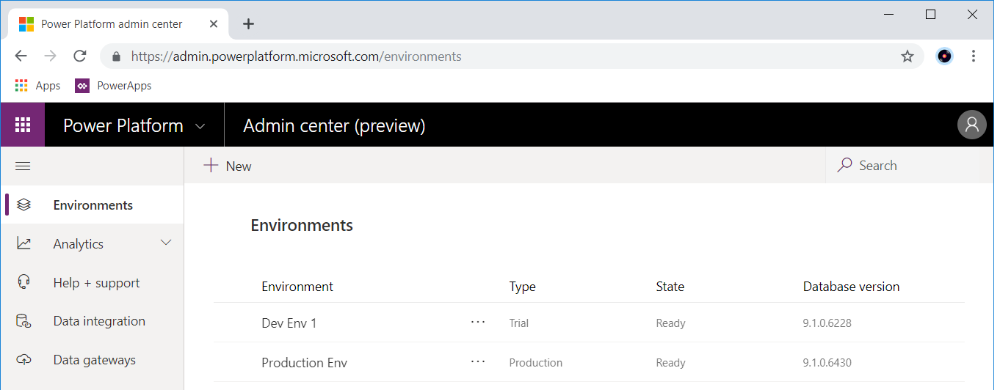 Power Platform admin center
https://admin.powerplatform.microsoft.com/environments
Apps PowerApps
Power Platform Admin center (preview)
New Search
Environments
Analytics
Help + support
Data integration
Data gateways
Environments
Environment Type State Database version
Dev Env 1 ··· Trial Ready 9.1.0.6228
Production Env ··· Production Ready 9.1.0.6430